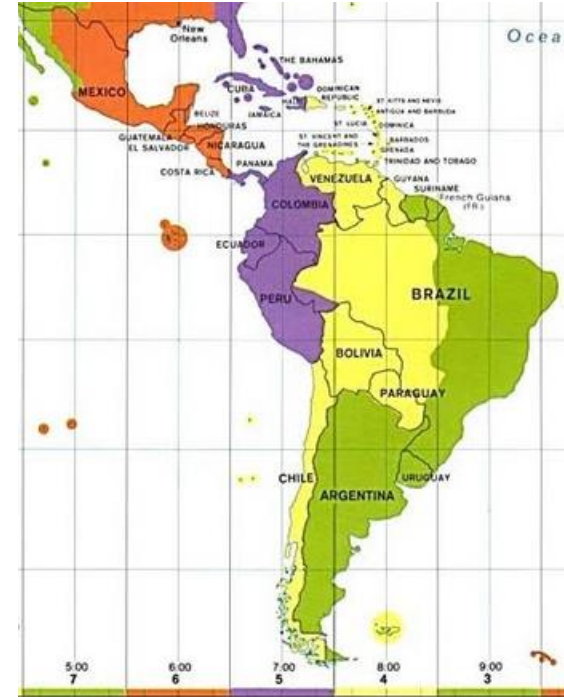 New
Orleans
Ocea
THE BAHAMAS
MEXICO
CUBA
DOMINICAN
REPUBLIC
HAITI
JAMAICA
BELIZE
ST KITTS AND NEVIS
ANTIGUA AND BARBUDA
DOMINICA
ST LUCIA
HONDURAS
GUATEMALA
EL SALVADOR
NICARAGUA
ST VINCENT AND
THE GRENADINES
BARBADOS
GRENADA
TRINIDAD AND TOBAGO
COSTA RICA
PANAMA
VENEZUELA
GUYANA
SURINAME
French Guiana
(FR.)
COLOMBIA
ECUADOR
PERU
BRAZIL
BOLIVIA
PARAGUAY
CHILE
ARGENTINA
URUGUAY
5:00 6:00 7:00 8:00 9:00
7 6 5 4 3